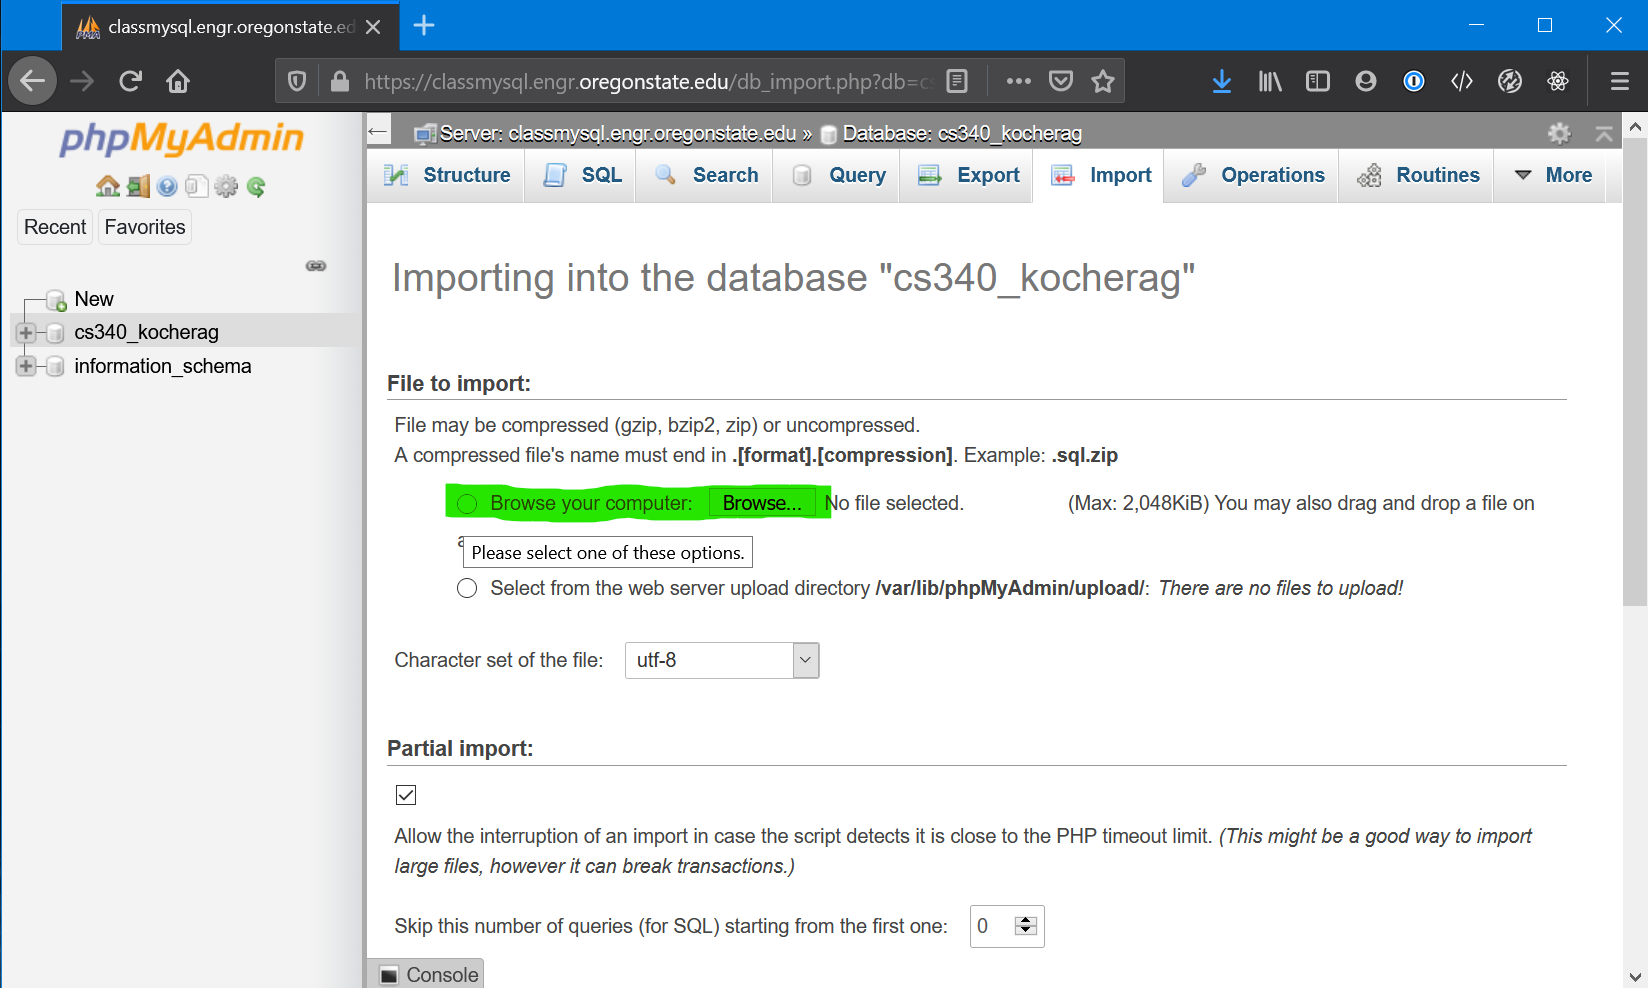 classmysql.engr.oregonstate.ed
https://classmysql.engr.oregonstate.edu/db_import.php?db=cs
phpMyAdmin
Recent Favorites
New
cs340_kocherag
information_schema
Server: classmysql.engr.oregonstate.edu » Database: cs340_kocherag
Structure SQL Search Query Export Import Operations Routines More
Importing into the database "cs340_kocherag"
File to import:
File may be compressed (gzip, bzip2, zip) or uncompressed.
A compressed file's name must end in .[format].[compression]. Example: .sql.zip
Browse your computer: Browse... No file selected. (Max: 2,048KiB) You may also drag and drop a file on
Please select one of these options.
Select from the web server upload directory /var/lib/phpMyAdmin/upload/: There are no files to upload!
Character set of the file: utf-8
Partial import:
Allow the interruption of an import in case the script detects it is close to the PHP timeout limit. (This might be a good way to import
large files, however it can break transactions.)
Skip this number of queries (for SQL) starting from the first one: 0
Console